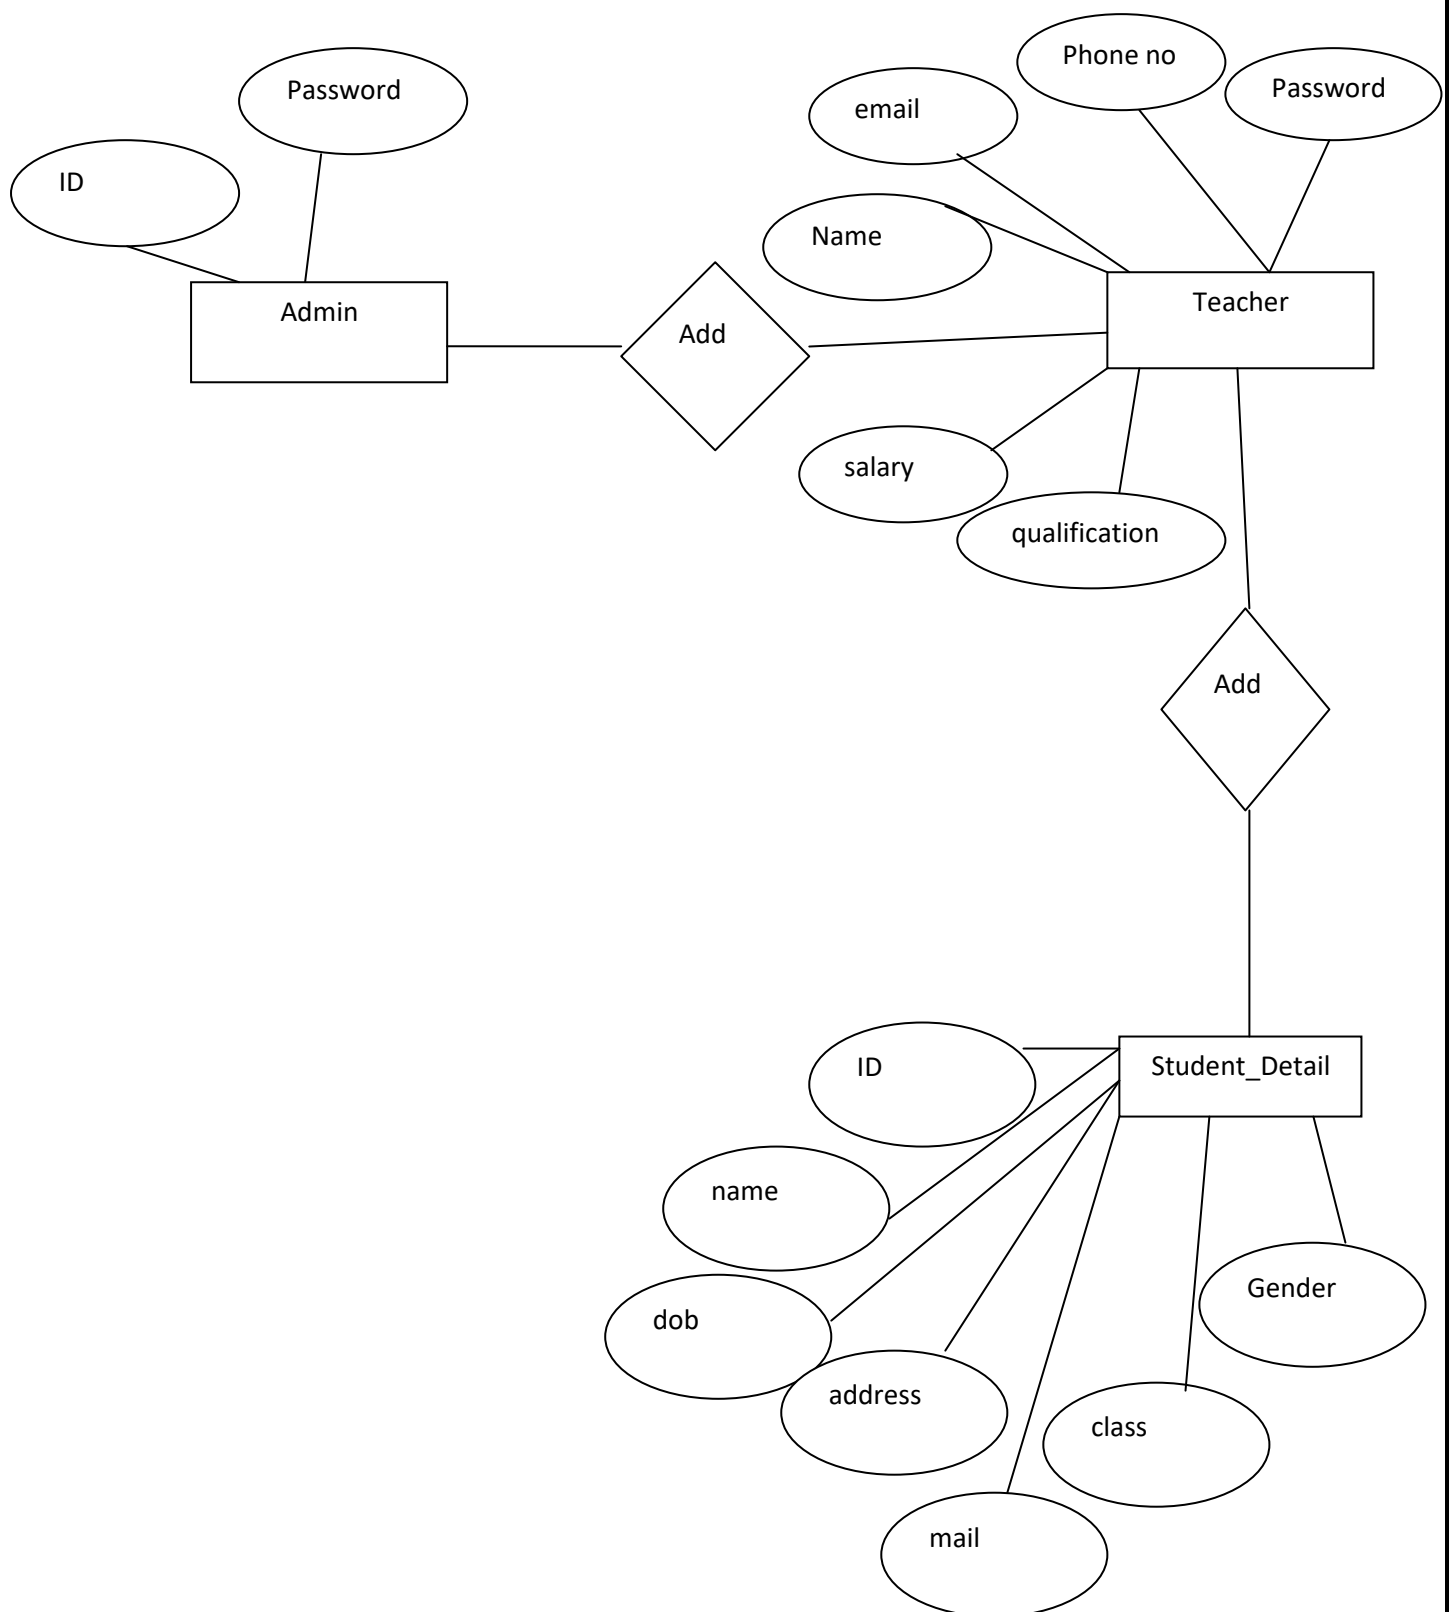 Phone no
Password
Password
email
ID
Name
Teacher
Admin
Add
salary
qualification
Add
ID
Student_Detail
name
Gender
dob
address
class
mail